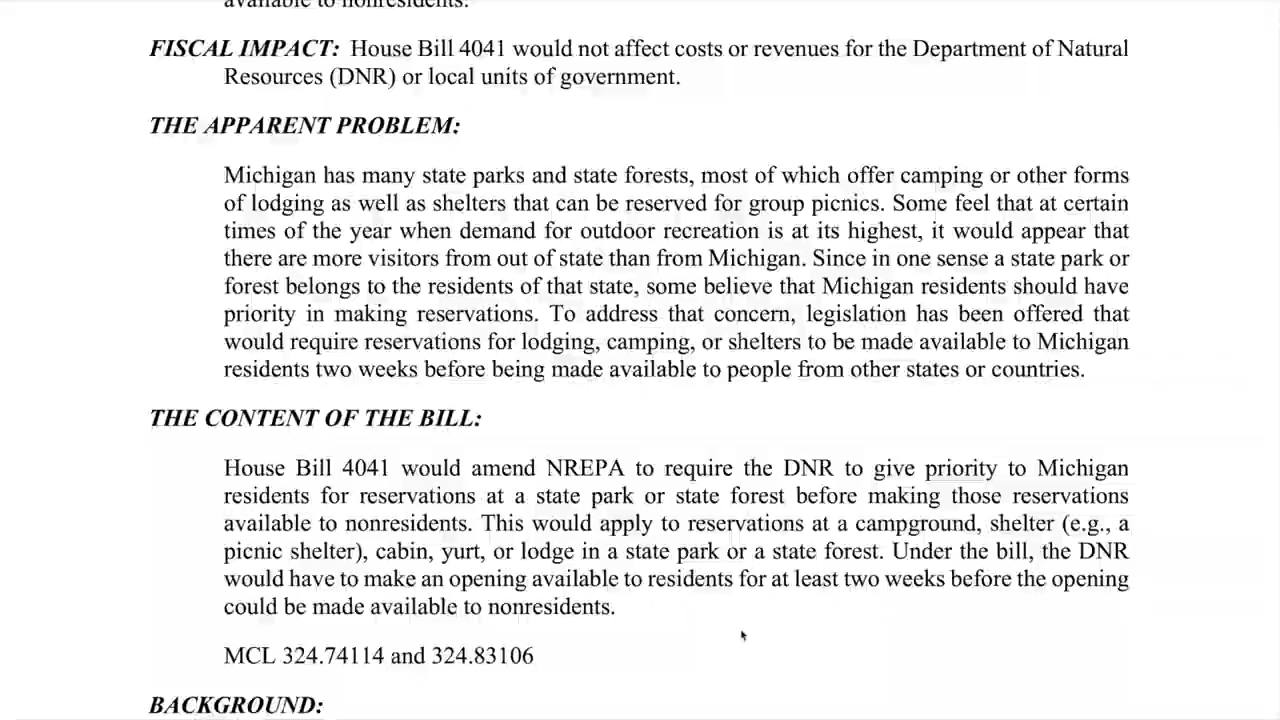 available to nonresidents.
FISCAL IMPACT: House Bill 4041 would not affect costs or revenues for the Department of Natural
Resources (DNR) or local units of government.
THE APPARENT PROBLEM:
Michigan has many state parks and state forests, most of which offer camping or other forms
of lodging as well as shelters that can be reserved for group picnics. Some feel that at certain
times of the year when demand for outdoor recreation is at its highest, it would appear that
there are more visitors from out of state than from Michigan. Since in one sense a state park or
forest belongs to the residents of that state, some believe that Michigan residents should have
priority in making reservations. To address that concern, legislation has been offered that
would require reservations for lodging, camping, or shelters to be made available to Michigan
residents two weeks before being made available to people from other states or countries.
THE CONTENT OF THE BILL:
House Bill 4041 would amend NREPA to require the DNR to give priority to Michigan
residents for reservations at a state park or state forest before making those reservations
available to nonresidents. This would apply to reservations at a campground, shelter (e.g., a
picnic shelter), cabin, yurt, or lodge in a state park or a state forest. Under the bill, the DNR
would have to make an opening available to residents for at least two weeks before the opening
could be made available to nonresidents.
MCL 324.74114 and 324.83106
BACKGROUND: